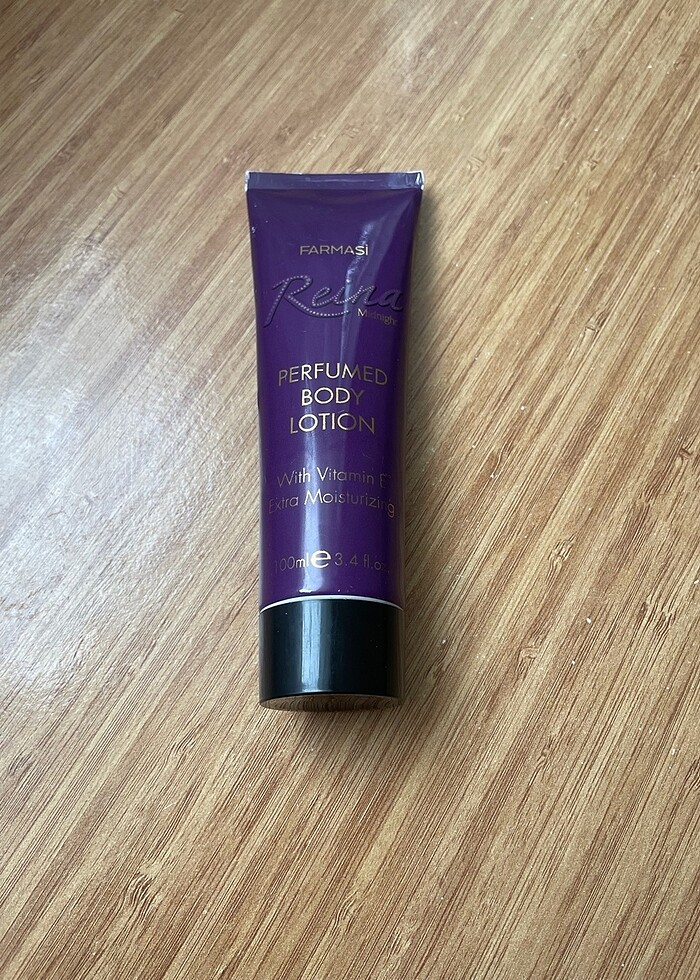 FARMASİ
Reina
Midnight
PERFUMED
BODY
LOTION
With Vitamin E
Extra Moisturizing
100ml e 3.4 fl.oz.